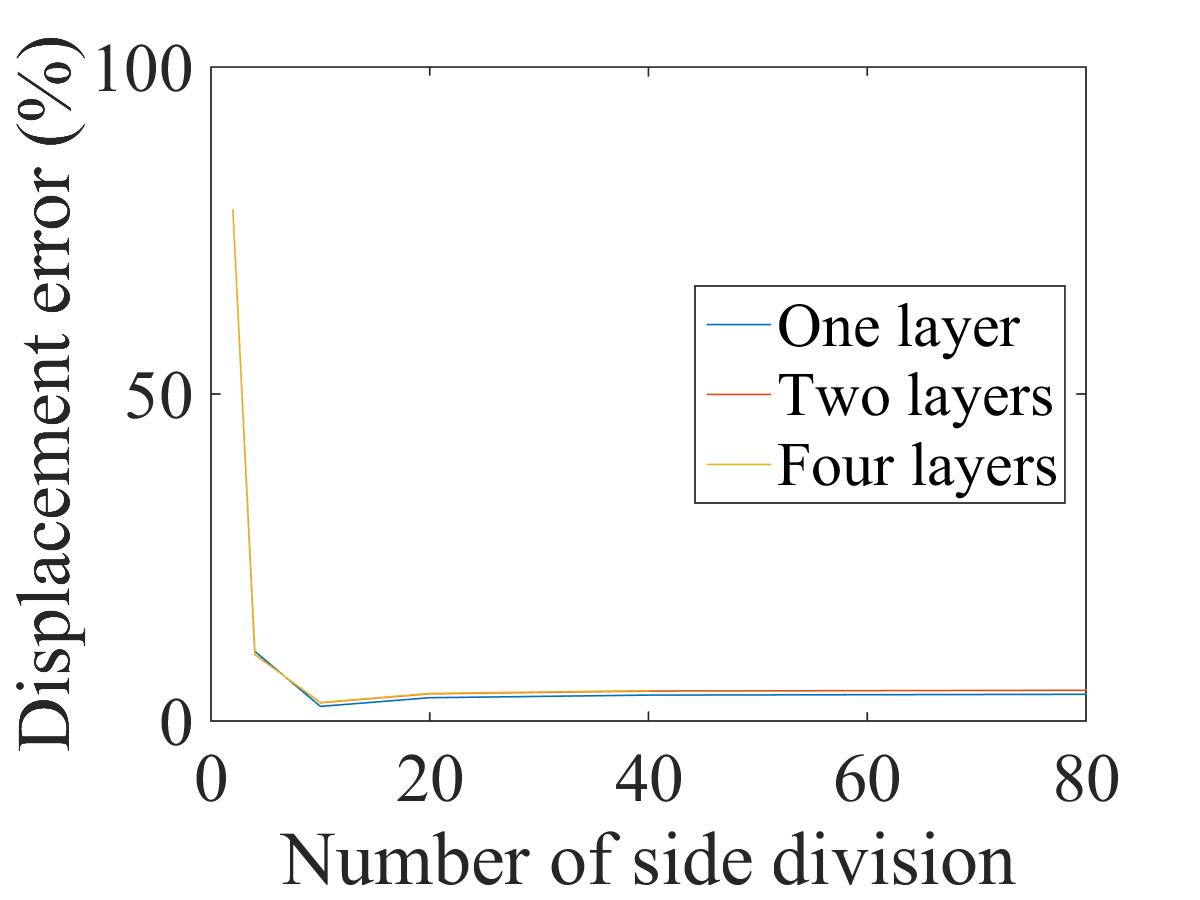 Displacement error (%)
100
50
0
One layer
Two layers
Four layers
0 20 40 60 80
Number of side division